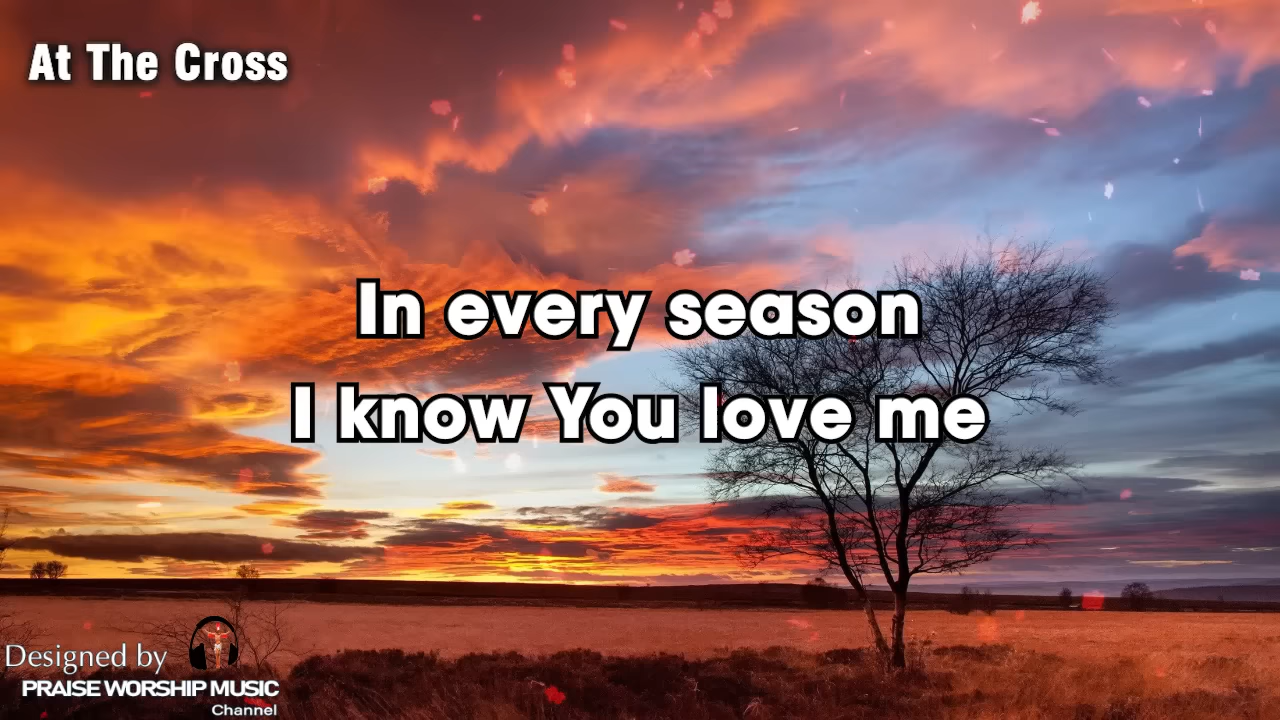 At The Cross
In every season
I know You love me
Designed by
PRAISE WORSHIP MUSIC
Channel